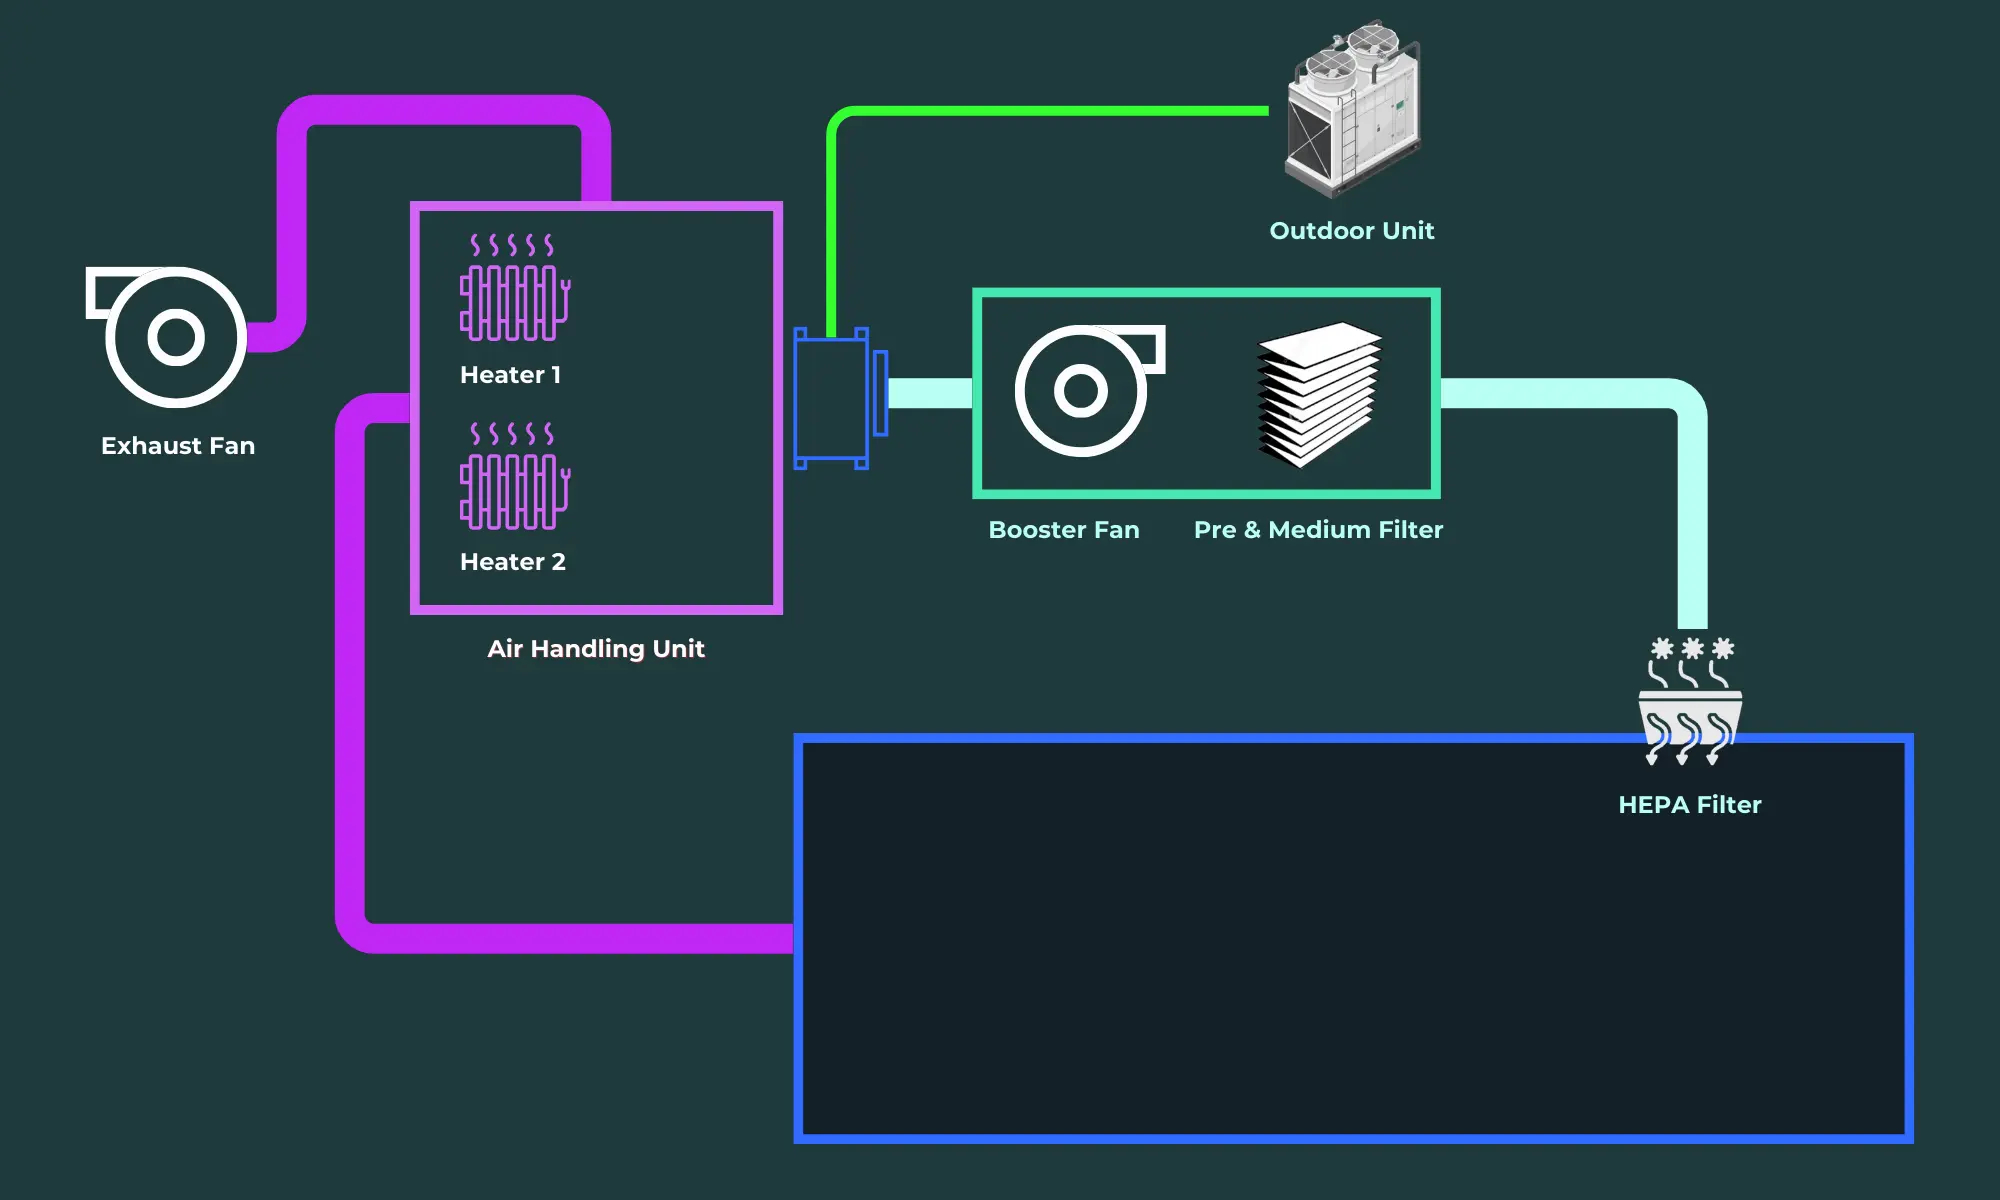 Outdoor Unit
Exhaust Fan
Heater 1
Heater 2
Air Handling Unit
Booster Fan
Pre & Medium Filter
HEPA Filter